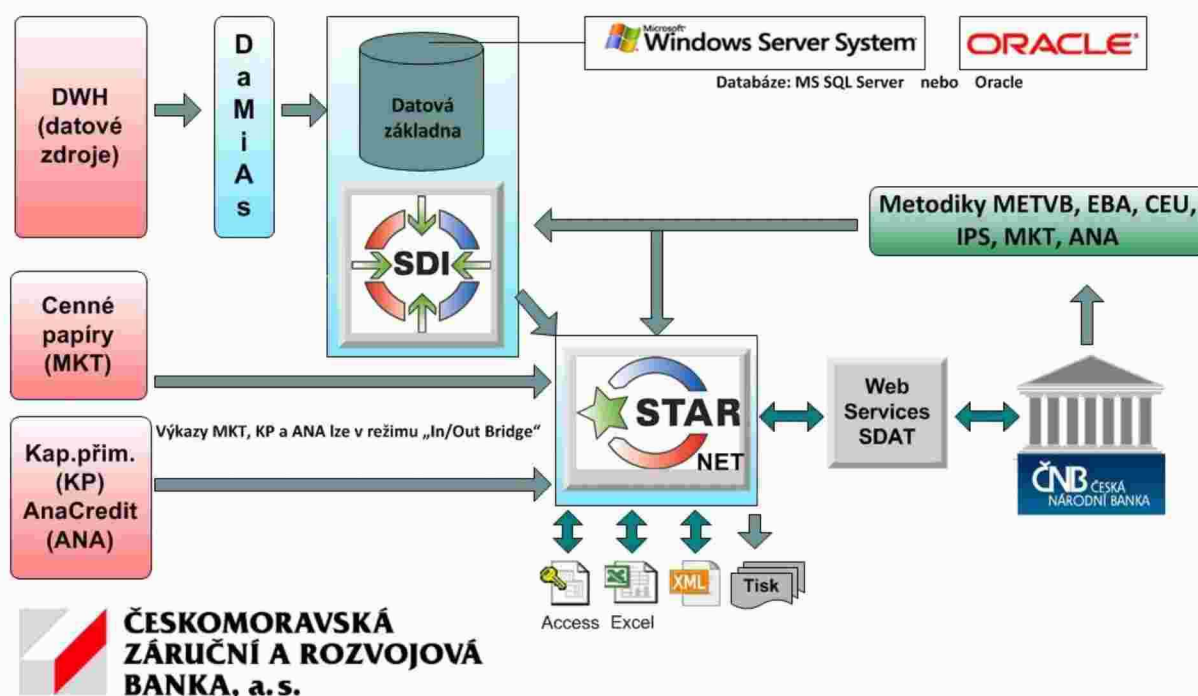 DWH
(datové
zdroje)
D
a
M
i
A
s
Datová
základna
SDI
Microsoft
Windows Server System
ORACLE
Databáze: MS SQL Server nebo Oracle
Metodiky METVB, EBA, CEU,
IPS, MKT, ANA
Cenné
papíry
(MKT)
Výkazy MKT, KP a ANA lze v režimu „In/Out Bridge“
Kap.přim.
(KP)
AnaCredit
(ANA)
STAR
NET
Web
Services
SDAT
ČNB ČESKÁ
NÁRODNÍ BANKA
XML
Tisk
Access Excel
ČESKOMORAVSKÁ
ZÁRUČNÍ A ROZVOJOVÁ
BANKA, a.s.